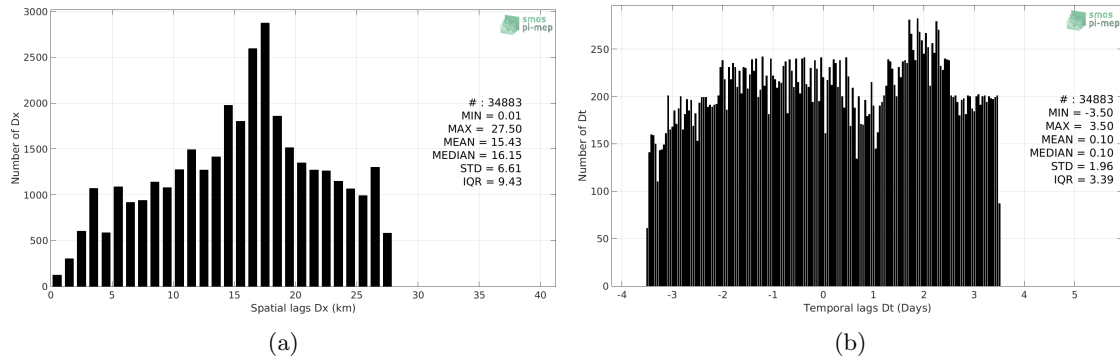 3000
2500
2000
1500
1000
500
0
Number of Dx
0 5 10 15 20 25 30 35 40
Spatial lags Dx (km)
smos
pi-mep
# : 34883
MIN = 0.01
MAX = 27.50
MEAN = 15.43
MEDIAN = 16.15
STD = 6.61
IQR = 9.43
(a)
250
200
150
100
50
0
Number of Dt
-4 -3 -2 -1 0 1 2 3 4 5
Temporal lags Dt (Days)
smos
pi-mep
# : 34883
MIN = -3.50
MAX = 3.50
MEAN = 0.10
MEDIAN = 0.10
STD = 1.96
IQR = 3.39
(b)